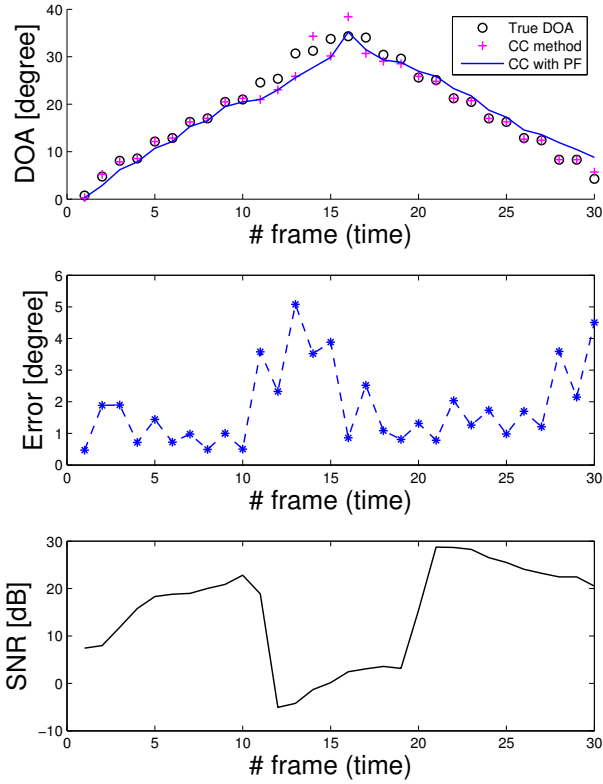 40
30
20
10
0
DOA [degree]
True DOA
CC method
CC with PF
0 5 10 15 20 25 30
# frame (time)
6
5
4
3
2
1
0
Error [degree]
0 5 10 15 20 25 30
# frame (time)
30
20
10
0
−10
SNR [dB]
0 5 10 15 20 25 30
# frame (time)